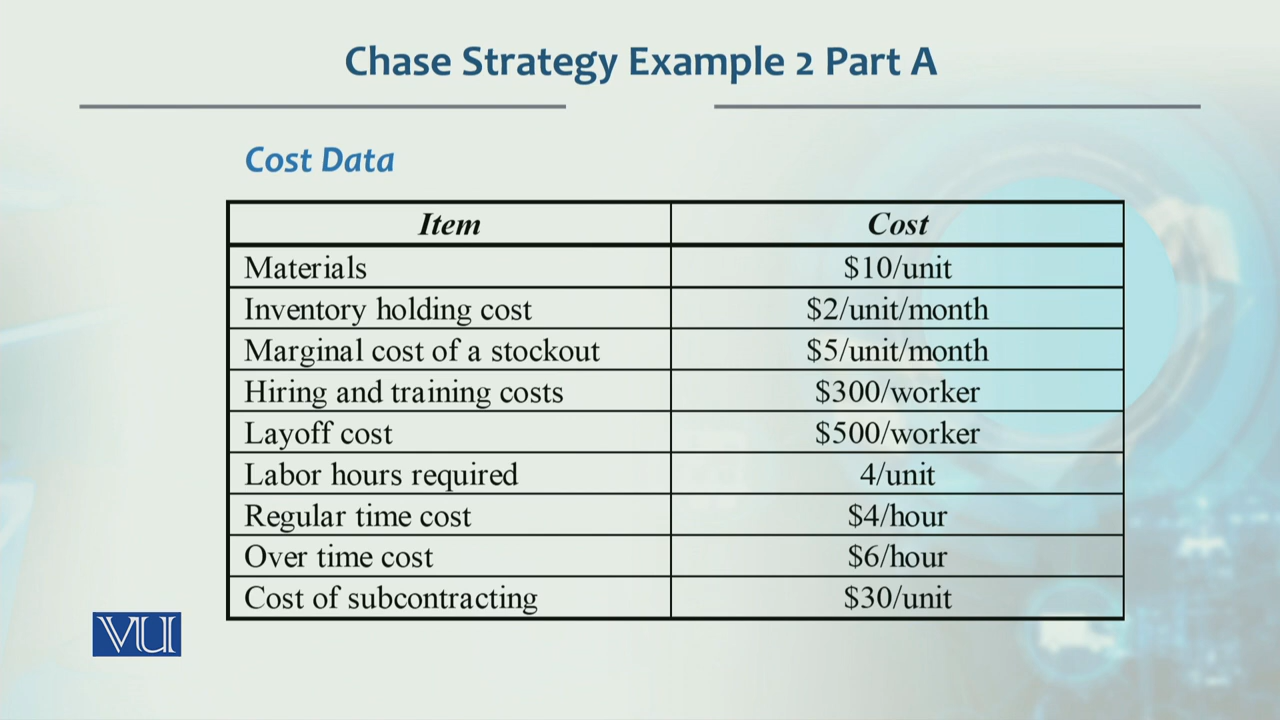 Chase Strategy Example 2 Part A
Cost Data
Item Cost
Materials $10/unit
Inventory holding cost $2/unit/month
Marginal cost of a stockout $5/unit/month
Hiring and training costs $300/worker
Layoff cost $500/worker
Labor hours required 4/unit
Regular time cost $4/hour
Over time cost $6/hour
Cost of subcontracting $30/unit
VU